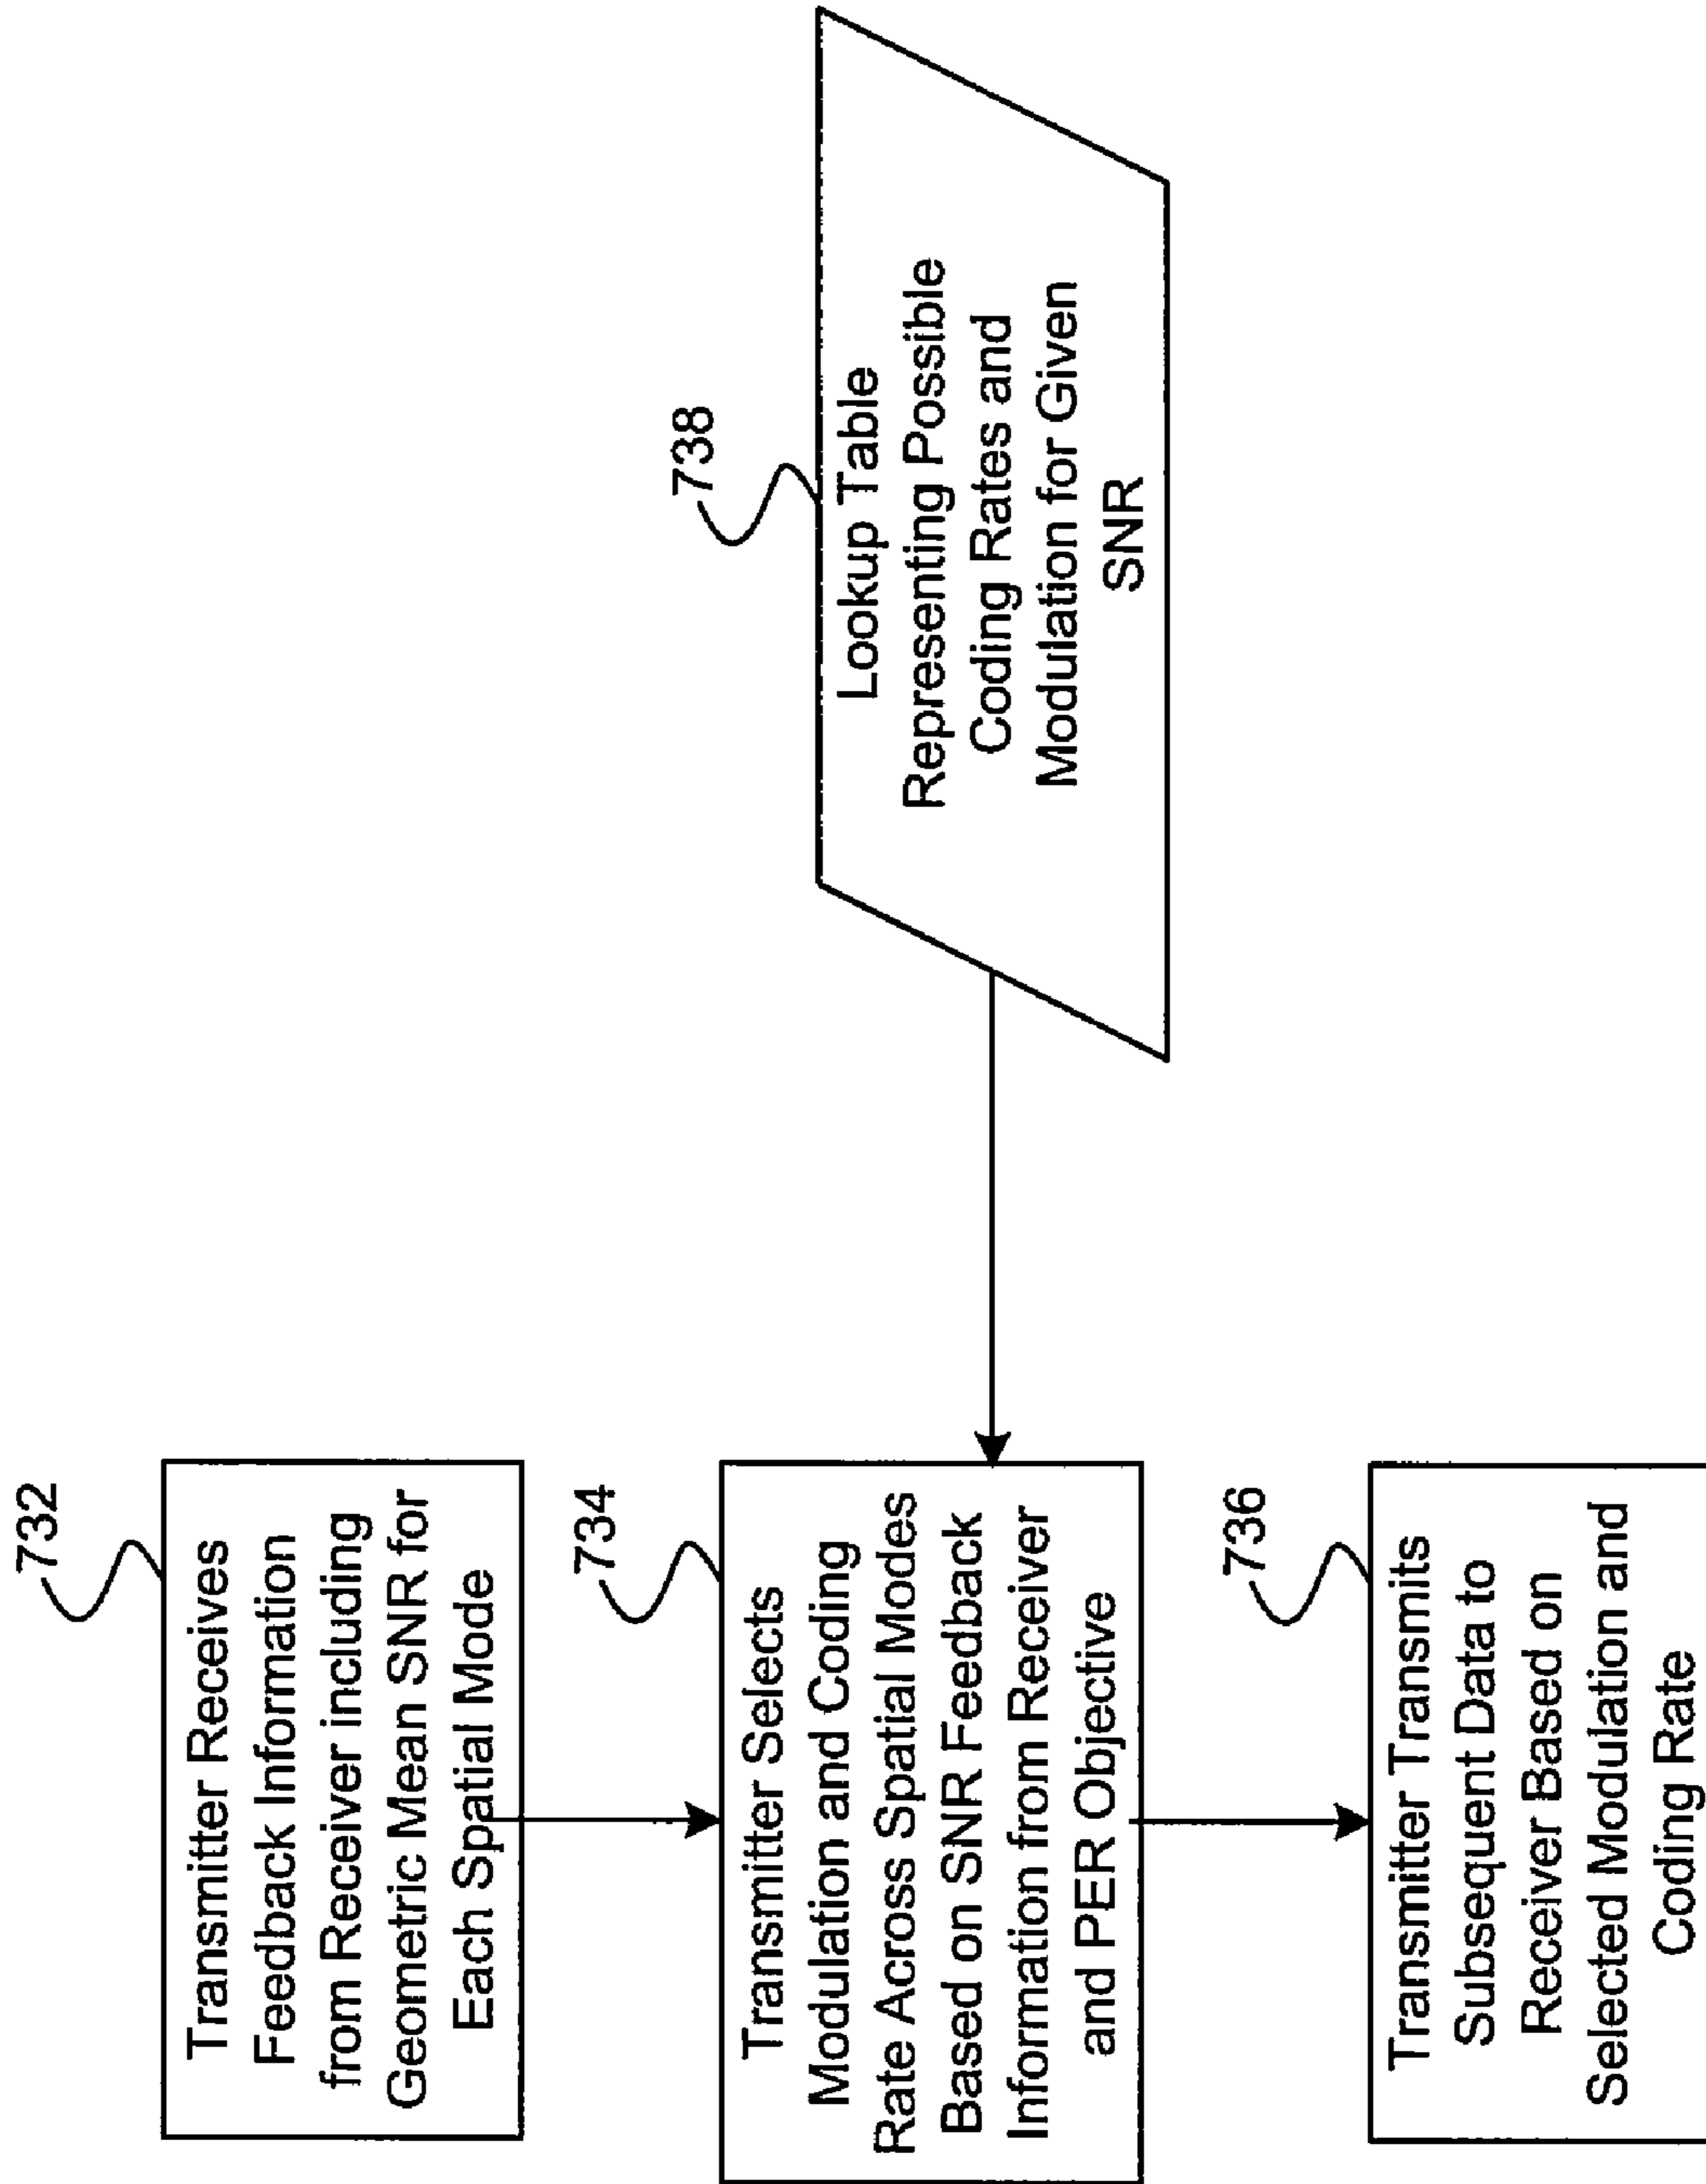 732
Transmitter Receives
Feedback Information
from Receiver including
Geometric Mean SNR for
Each Spatial Mode
734
Transmitter Selects
Modulation and Coding
Rate Across Spatial Modes
Based on SNR Feedback
Information from Receiver
and PER Objective
738
Lookup Table
Representing Possible
Coding Rates and
Modulation for Given
SNR
736
Transmitter Transmits
Subsequent Data to
Receiver Based on
Selected Modulation and
Coding Rate